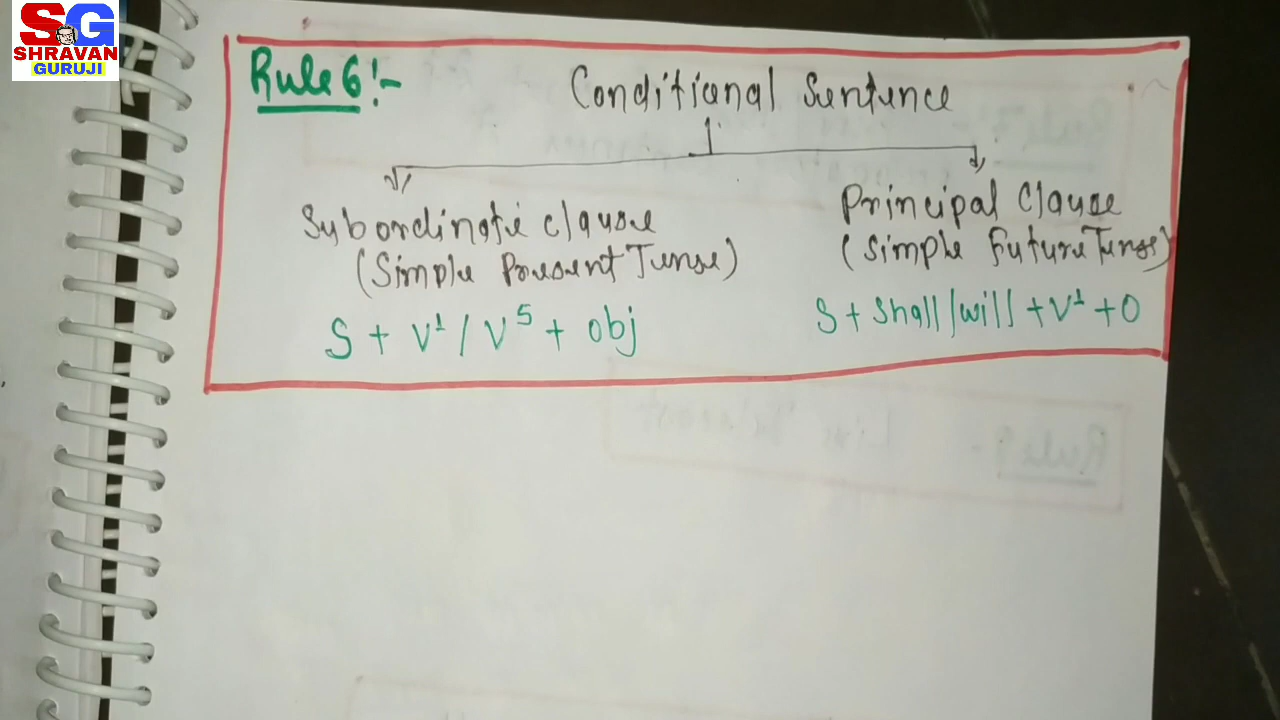 SG
SHRAVAN
GURUJI
Rule 6:-
Conditional Sentence
Subordinate clause
(Simple Present Tense)
S + V¹ / V⁵ + obj
Principal Clause
(Simple Future Tense)
S + Shall/will + V¹ + O